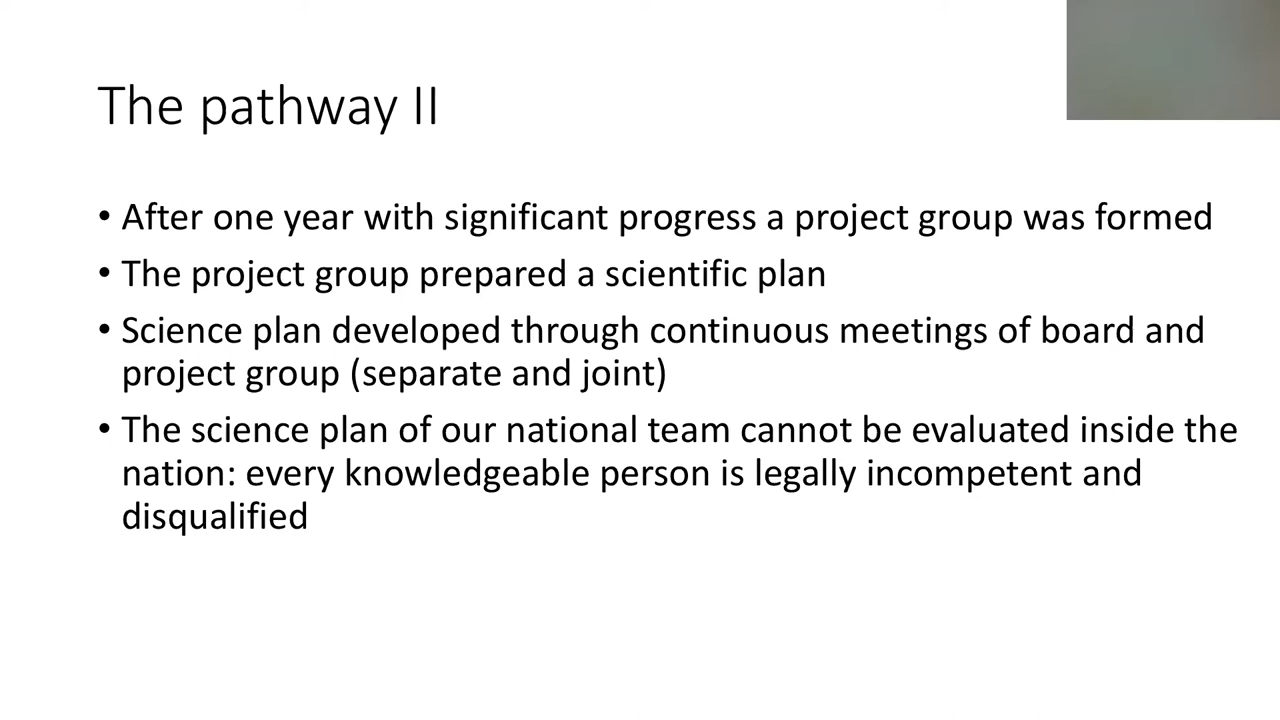 The pathway II
• After one year with significant progress a project group was formed
• The project group prepared a scientific plan
• Science plan developed through continuous meetings of board and
project group (separate and joint)
• The science plan of our national team cannot be evaluated inside the
nation: every knowledgeable person is legally incompetent and
disqualified